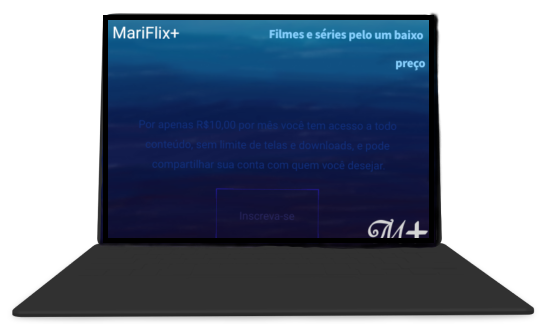 MariFlix+
Filmes e séries pelo um baixo
preço
Por apenas R$10,00 por mês você tem acesso a todo
conteúdo, sem limite de telas e downloads, e pode
compartilhar sua conta com quem você desejar
Inscreva-se
M+